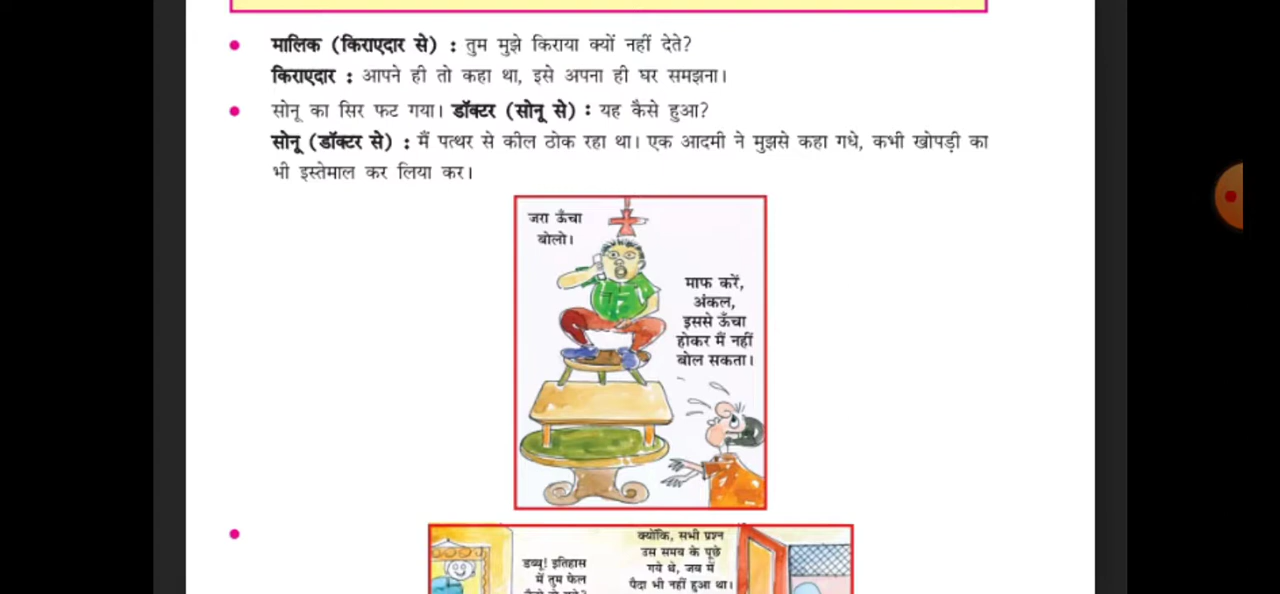 मालिक (किराएदार से) : तुम मुझे किराया क्यों नहीं देते?
किराएदार : आपने ही तो कहा था, इसे अपना ही घर समझना।
सोनू का सिर फट गया। डॉक्टर (सोनू से) : यह कैसे हुआ?
सोनू (डॉक्टर से) : मैं पत्थर से कील ठोक रहा था। एक आदमी ने मुझसे कहा गधे, कभी खोपड़ी का
भी इस्तेमाल कर लिया कर।
जरा ऊँचा
बोलो।
माफ करें,
अंकल,
इससे ऊँचा
होकर मैं नहीं
बोल सकता।
डब्यू! इतिहास
में तुम फेल
क्योंकि, सभी प्रश्न
उस समय के पूछे
गये थे, जब में
पैदा भी नहीं हुआ था।